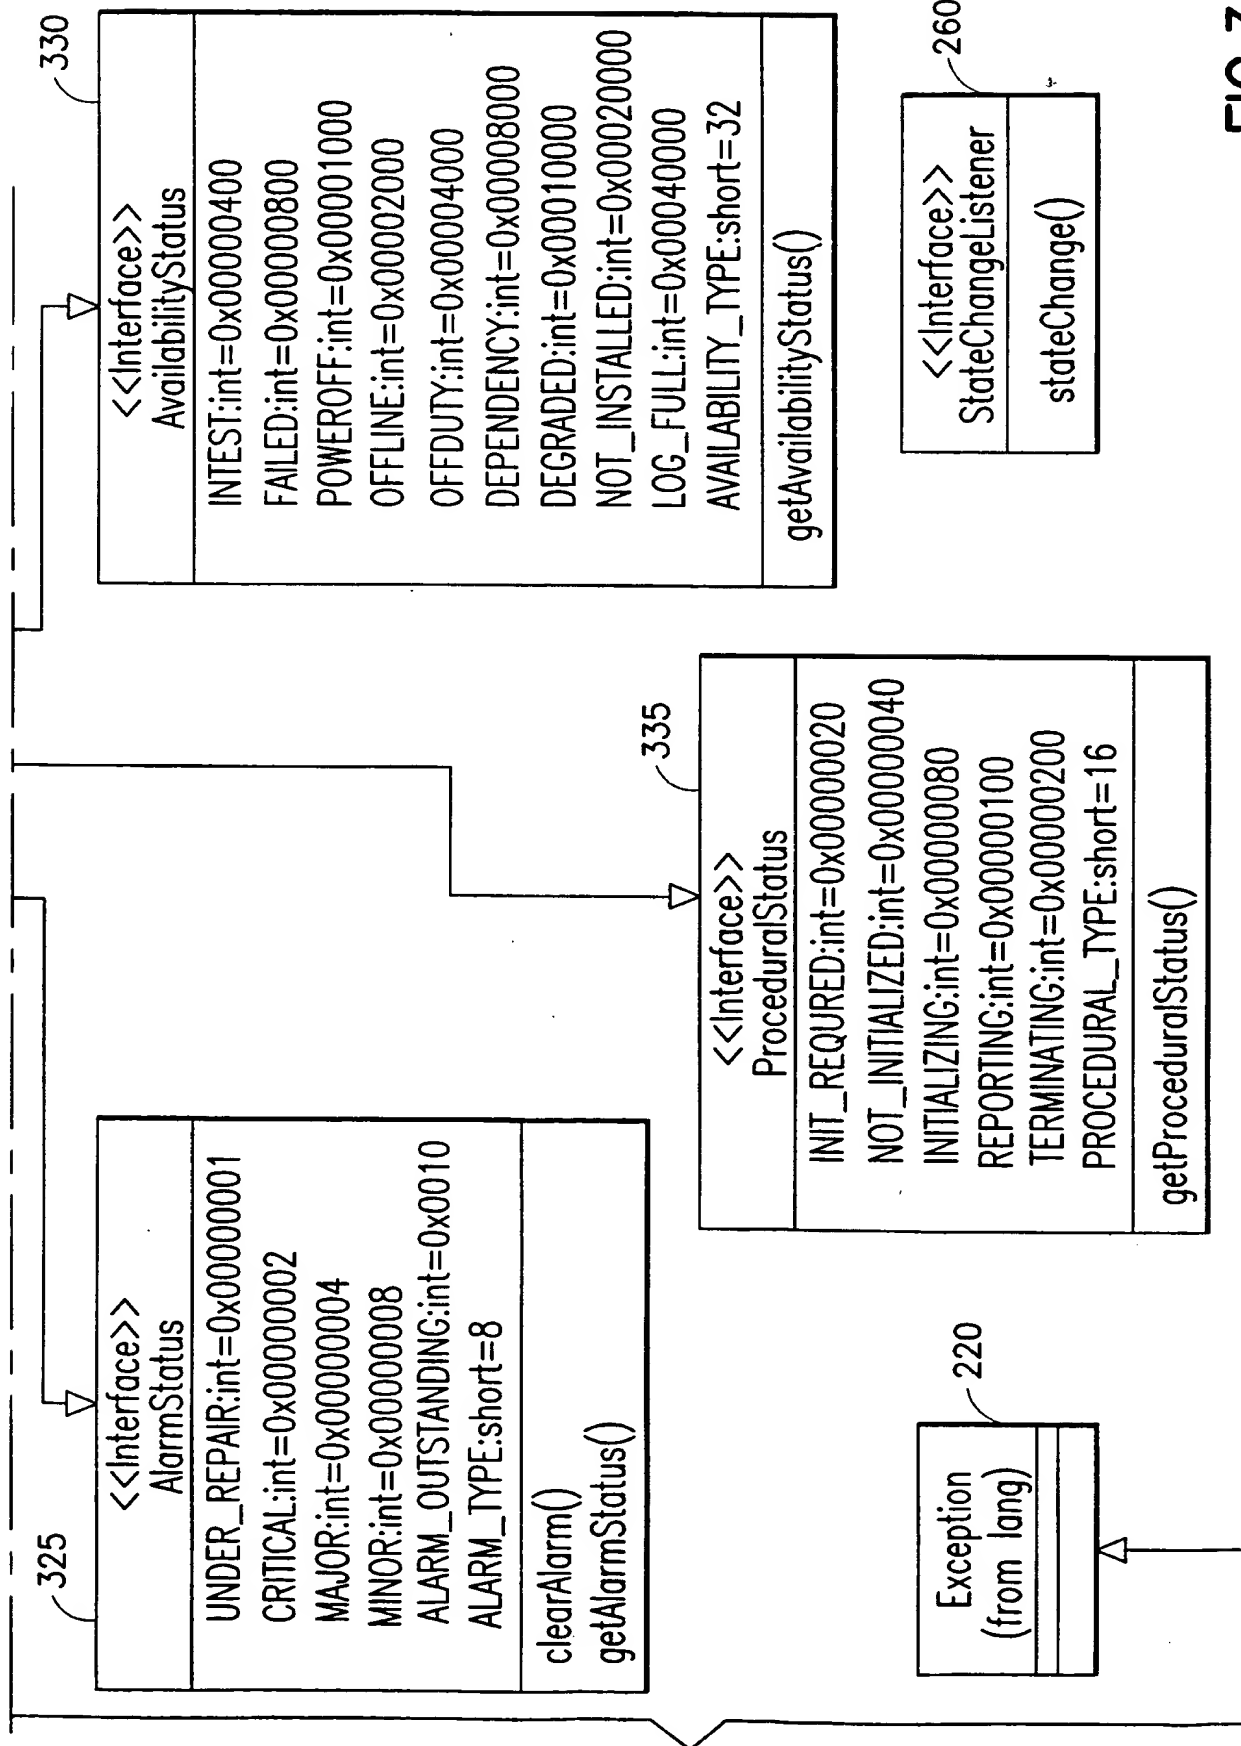 325
<<Interface>>
AlarmStatus
UNDER_REPAIR:int=0x0000001
CRITICAL:int=0x00000002
MAJOR:int=0x00000004
MINOR:int=0x00000008
ALARM_OUTSTANDING:int=0x0010
ALARM_TYPE:short=8
clearAlarm()
getAlarmStatus()
330
<<Interface>>
AvailabilityStatus
INTEST:int=0x00000400
FAILED:int=0x0000800
POWEROFF:int=0x00001000
OFFLINE:int=0x00002000
OFFDUTY:int=0x00004000
DEPENDENCY:int=0x00008000
DEGRADED:int=0x00010000
NOT_INSTALLED:int=0x00020000
LOG_FULL:int=0x00040000
AVAILABILITY_TYPE:short=32
getAvailabilityStatus()
335
<<Interface>>
ProceduralStatus
INIT_REQURED:int=0x00000020
NOT_INITIALIZED:int=0x00000040
INITIALIZING:int=0x00000080
REPORTING:int=0x00000100
TERMINATING:int=0x00000200
PROCEDURAL_TYPE:short=16
getProceduralStatus()
220
Exception
(from lang)
260
<<Interface>>
StateChangeListener
stateChange()